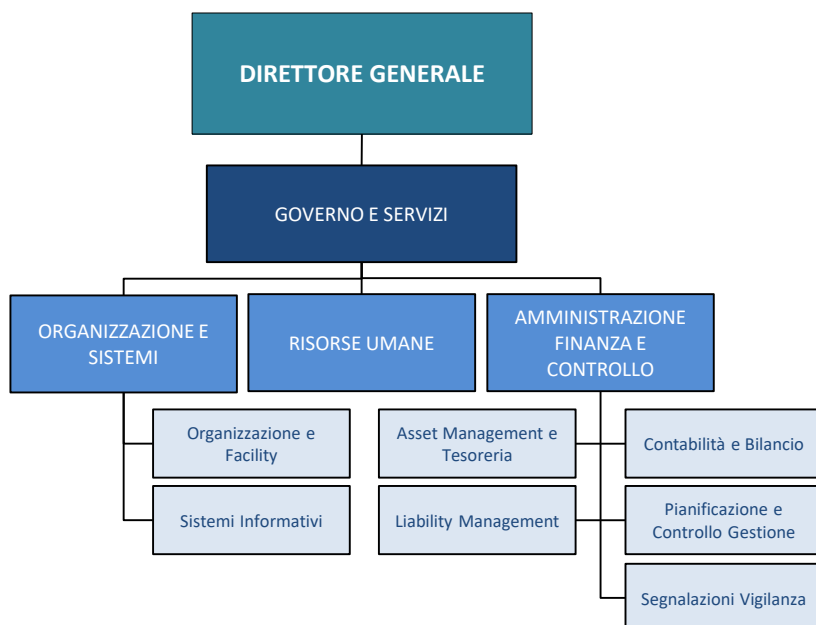 DIRETTORE GENERALE
GOVERNO E SERVIZI
ORGANIZZAZIONE E
SISTEMI
RISORSE UMANE
AMMINISTRAZIONE
FINANZA E
CONTROLLO
Organizzazione e
Facility
Asset Management e
Tesoreria
Contabilità e Bilancio
Sistemi Informativi
Liability Management
Pianificazione e
Controllo Gestione
Segnalazioni Vigilanza